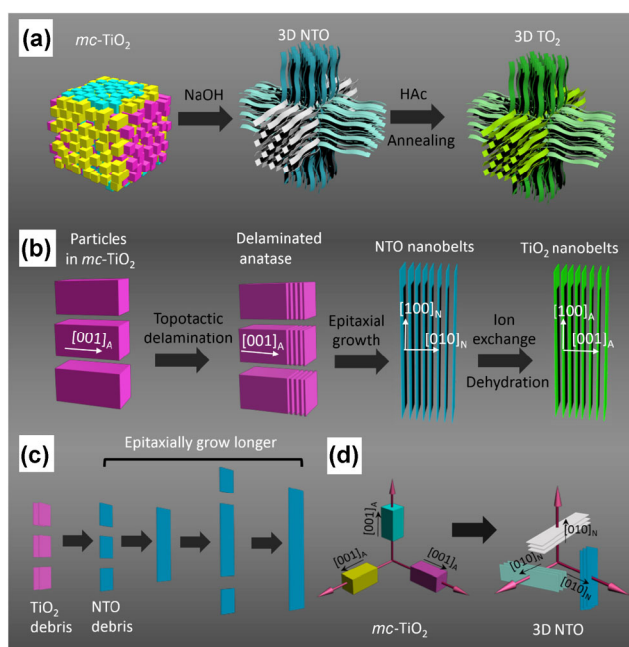 (a)
mc-TiO2
3D NTO
3D TO2
NaOH
HAc
Annealing
(b)
Particles
in mc-TiO2
Delaminated
anatase
NTO nanobelts
TiO2 nanobelts
[001]A
Topotactic
delamination
[001]A
Epitaxial
growth
[100]N
[010]N
Ion
exchange
Dehydration
[100]A
[001]A
(c)
Epitaxially grow longer
TiO2
debris
NTO
debris
(d)
[001]A
[001]A
[001]A
mc-TiO2
[010]N
[010]N
[010]N
3D NTO